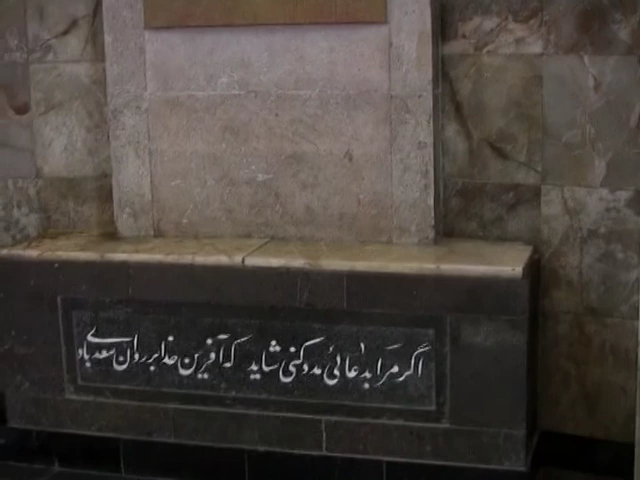 اگر مرا بدعائی مدد کنی شاید که آفرین خدا بر روان سعدی باد